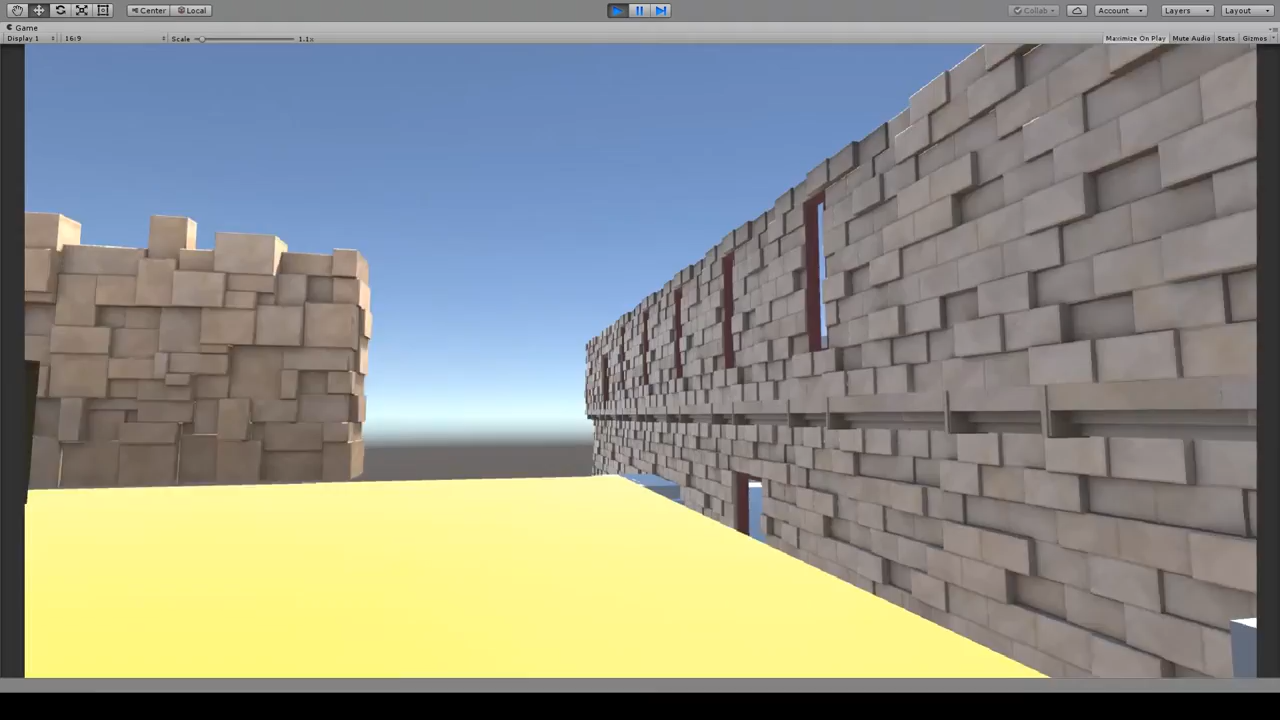 Center Local Collab Account Layers Layout
Game
Display 1 16:9 Scale 1.1x Maximize On Play Mute Audio Stats Gizmos